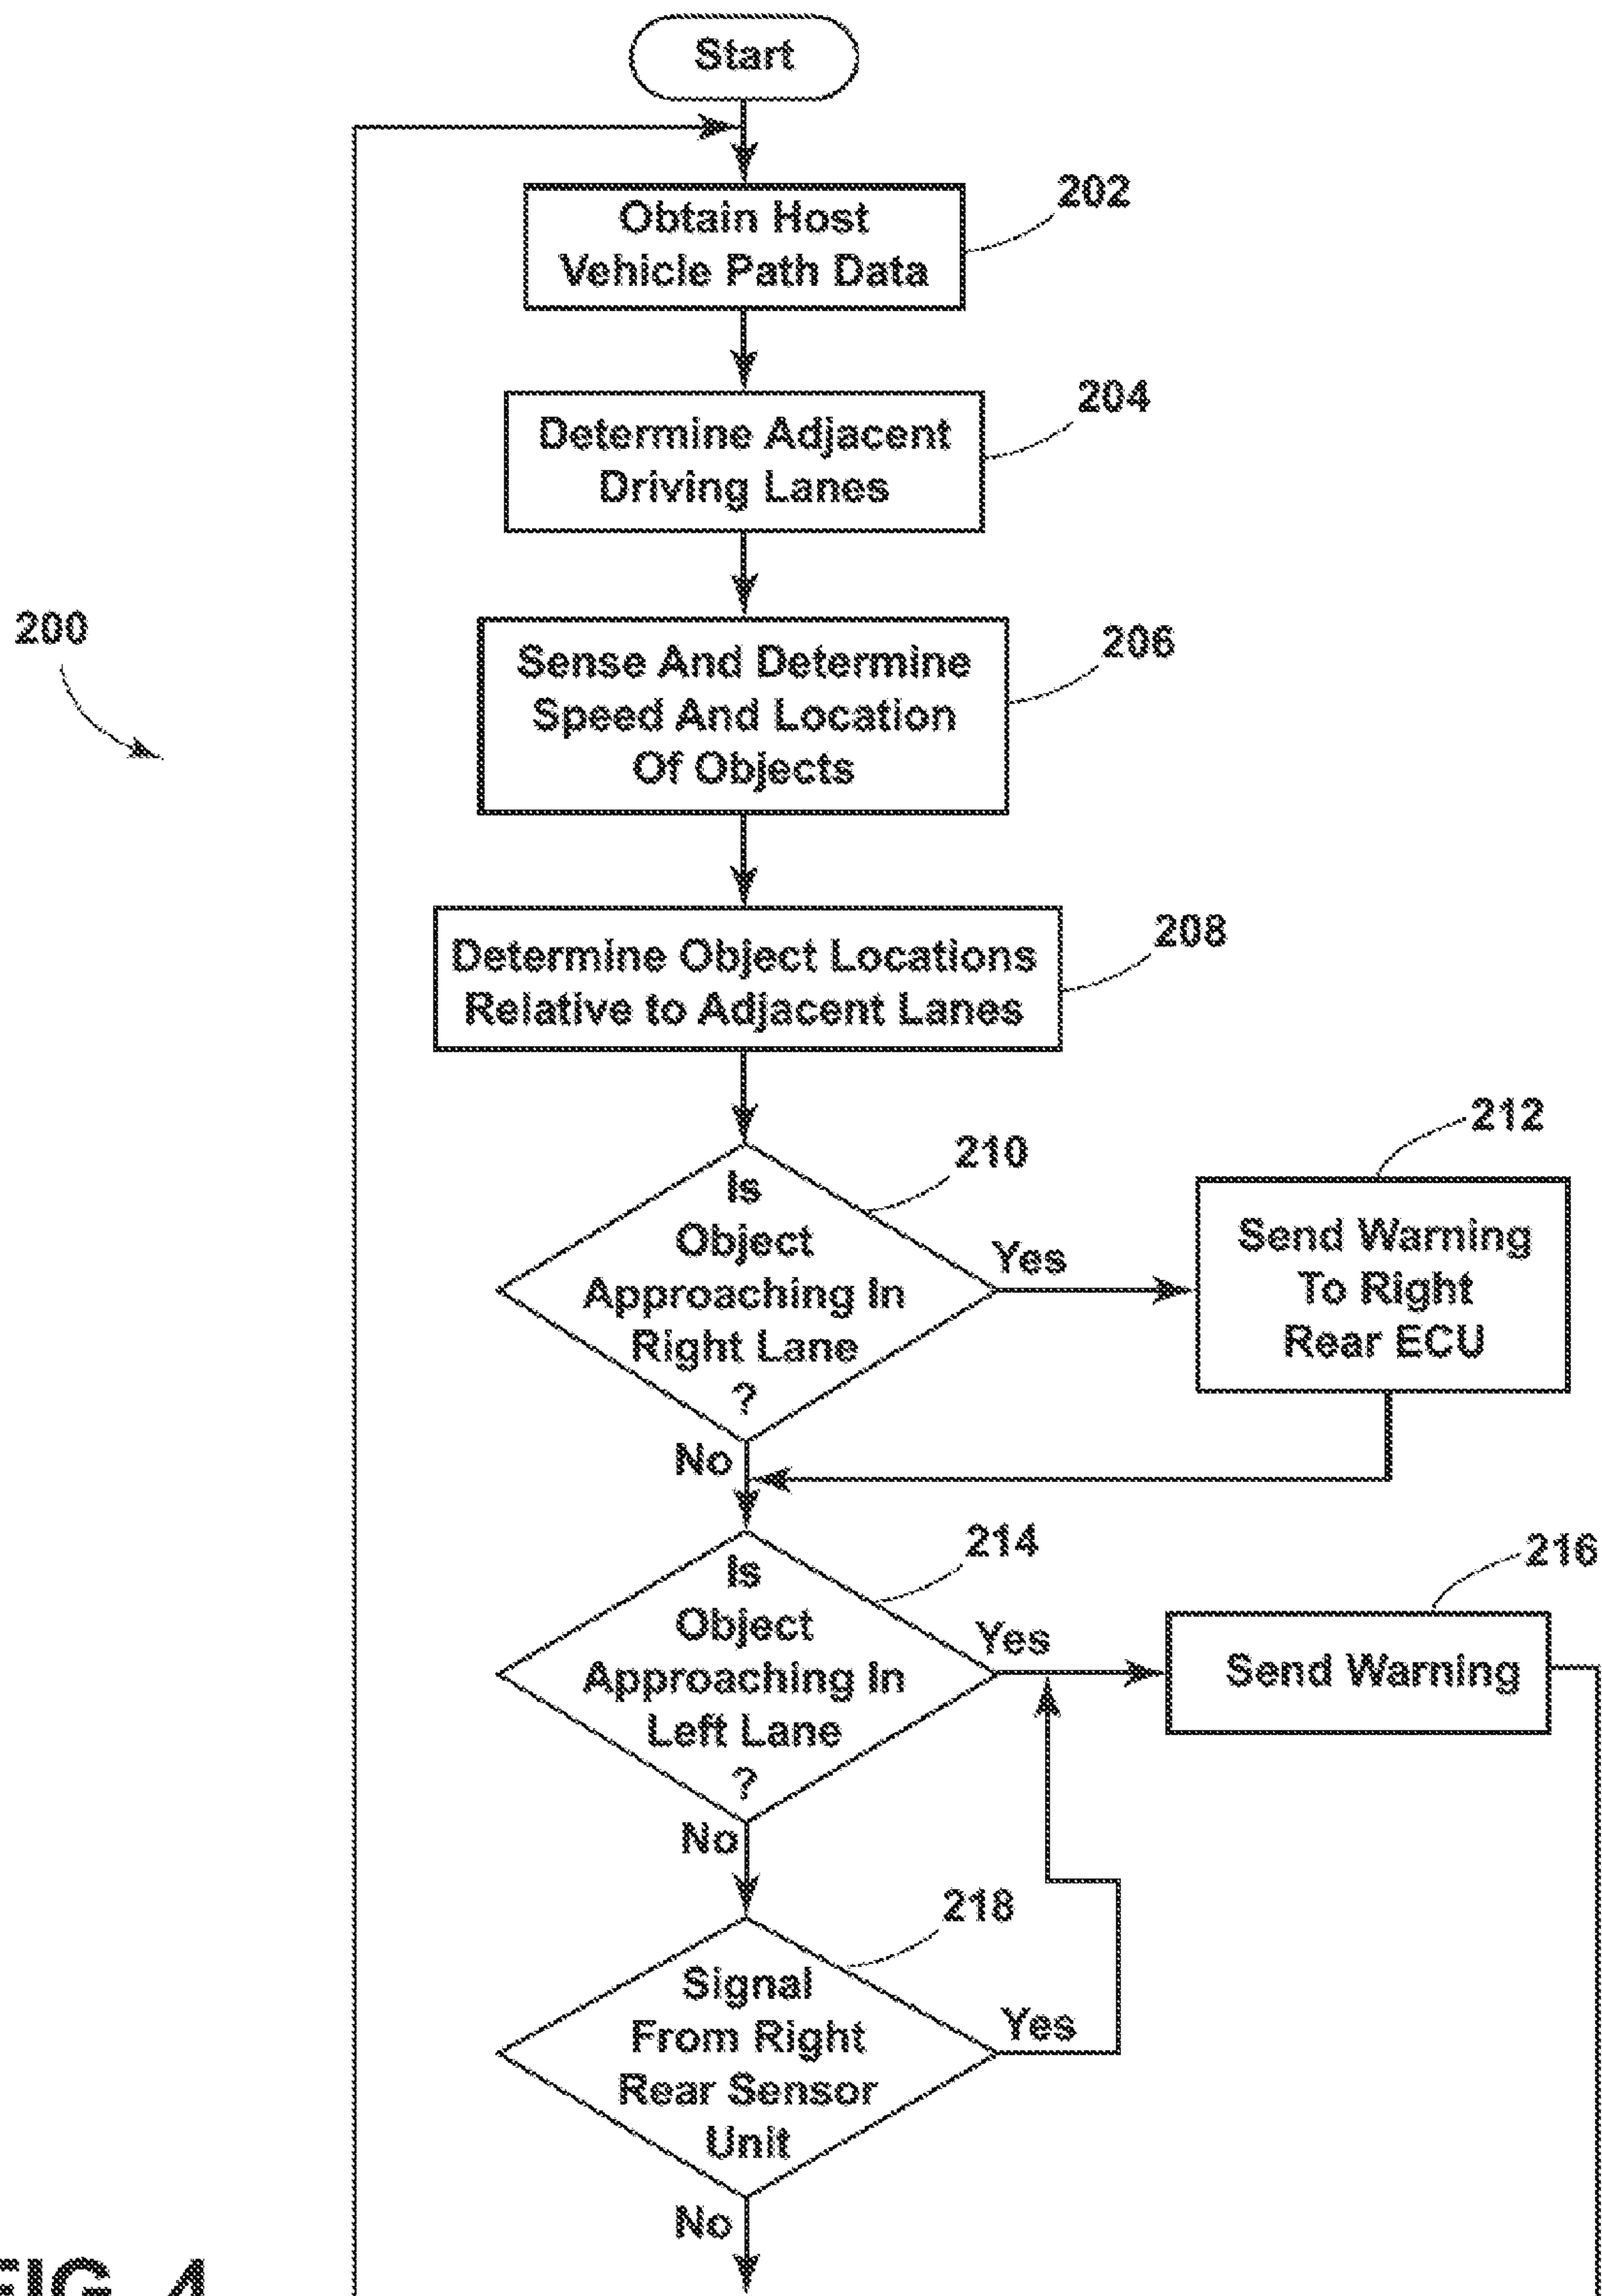 Start
202
Obtain Host
Vehicle Path Data
204
Determine Adjacent
Driving Lanes
200
206
Sense And Determine
Speed And Location
Of Objects
208
Determine Object Locations
Relative to Adjacent Lanes
210
Is
Object
Approaching In
Right Lane
?
Yes
212
Send Warning
To Right
Rear ECU
No
214
Is
Object
Approaching In
Left Lane
?
Yes
216
Send Warning
No
218
Signal
From Right
Rear Sensor
Unit
Yes
No
FIG. 4